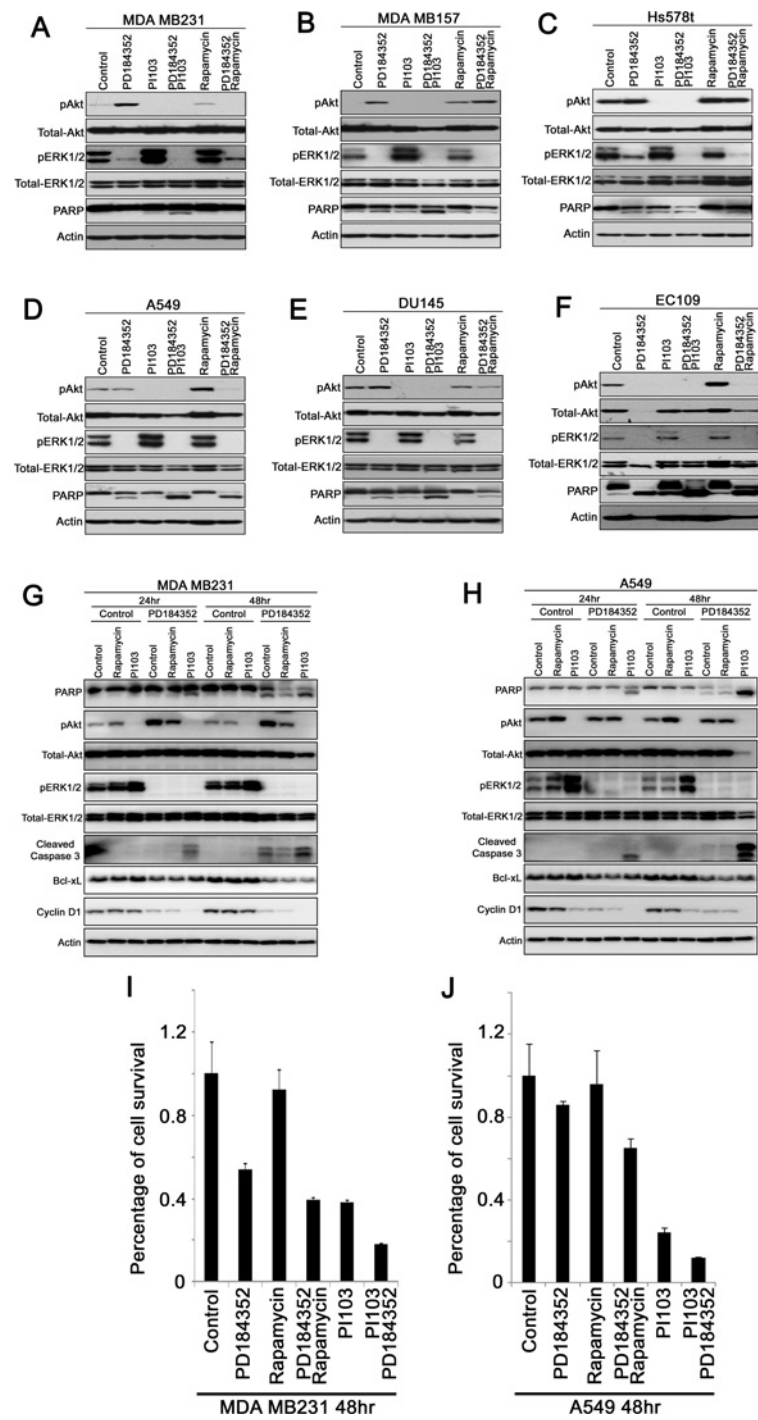 A
MDA MB231
Control
PD184352
PI103
PD184352
PI103
Rapamycin
PD184352
Rapamycin
pAkt
Total-Akt
pERK1/2
Total-ERK1/2
PARP
Actin
B
MDA MB157
Control
PD184352
PI103
PD184352
PI103
Rapamycin
PD184352
Rapamycin
pAkt
Total-Akt
pERK1/2
Total-ERK1/2
PARP
Actin
C
Hs578t
Control
PD184352
PI103
PD184352
PI103
Rapamycin
PD184352
Rapamycin
pAkt
Total-Akt
pERK1/2
Total-ERK1/2
PARP
Actin
D
A549
Control
PD184352
PI103
PD184352
PI103
Rapamycin
PD184352
Rapamycin
pAkt
Total-Akt
pERK1/2
Total-ERK1/2
PARP
Actin
E
DU145
Control
PD184352
PI103
PD184352
PI103
Rapamycin
PD184352
Rapamycin
pAkt
Total-Akt
pERK1/2
Total-ERK1/2
PARP
Actin
F
EC109
Control
PD184352
PI103
PD184352
PI103
Rapamycin
PD184352
Rapamycin
pAkt
Total-Akt
pERK1/2
Total-ERK1/2
PARP
Actin
G
MDA MB231
24hr 48hr
Control PD184352 Control PD184352
Control
Rapamycin
PI103
Control
Rapamycin
PI103
Control
Rapamycin
PI103
Control
Rapamycin
PI103
PARP
pAkt
Total-Akt
pERK1/2
Total-ERK1/2
Cleaved
Caspase 3
Bcl-xL
Cyclin D1
Actin
H
A549
24hr 48hr
Control PD184352 Control PD184352
Control
Rapamycin
PI103
Control
Rapamycin
PI103
Control
Rapamycin
PI103
Control
Rapamycin
PI103
PARP
pAkt
Total-Akt
pERK1/2
Total-ERK1/2
Cleaved
Caspase 3
Bcl-xL
Cyclin D1
Actin
I
Percentage of cell survival
1.2
0.8
0.4
0
Control
PD184352
Rapamycin
PD184352
Rapamycin
PI103
PI103
PD184352
MDA MB231 48hr
J
Percentage of cell survival
1.2
0.8
0.4
0
Control
PD184352
Rapamycin
PD184352
Rapamycin
PI103
PI103
PD184352
A549 48hr